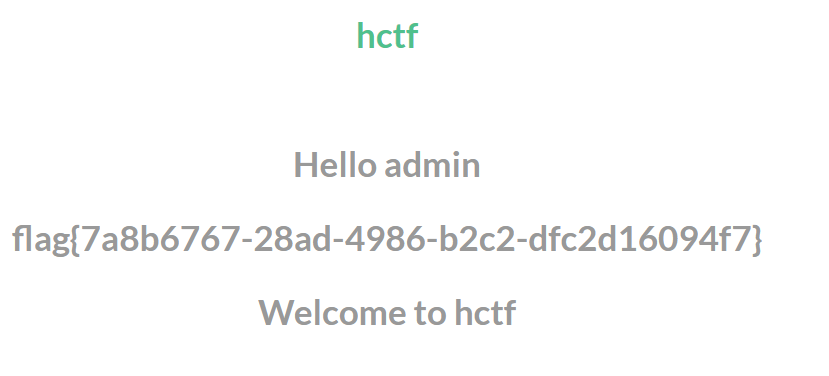 hctf
Hello admin
flag{7a8b6767-28ad-4986-b2c2-dfc2d16094f7}
Welcome to hctf